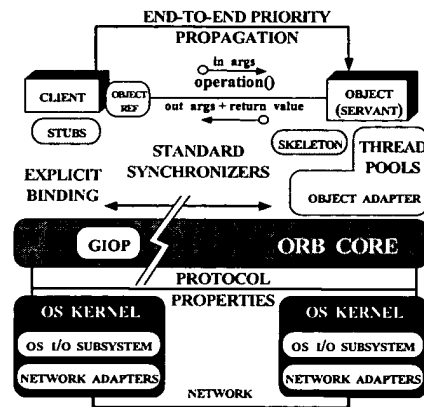 END-TO-END PRIORITY
PROPAGATION
in args
operation()
out args + return value
CLIENT
OBJECT
REF
OBJECT
(SERVANT)
STUBS
SKELETON
THREAD
POOLS
STANDARD
SYNCHRONIZERS
EXPLICIT
BINDING
OBJECT ADAPTER
GIOP
ORB CORE
PROTOCOL
PROPERTIES
OS KERNEL
OS I/O SUBSYSTEM
NETWORK ADAPTERS
OS KERNEL
OS I/O SUBSYSTEM
NETWORK ADAPTERS
NETWORK